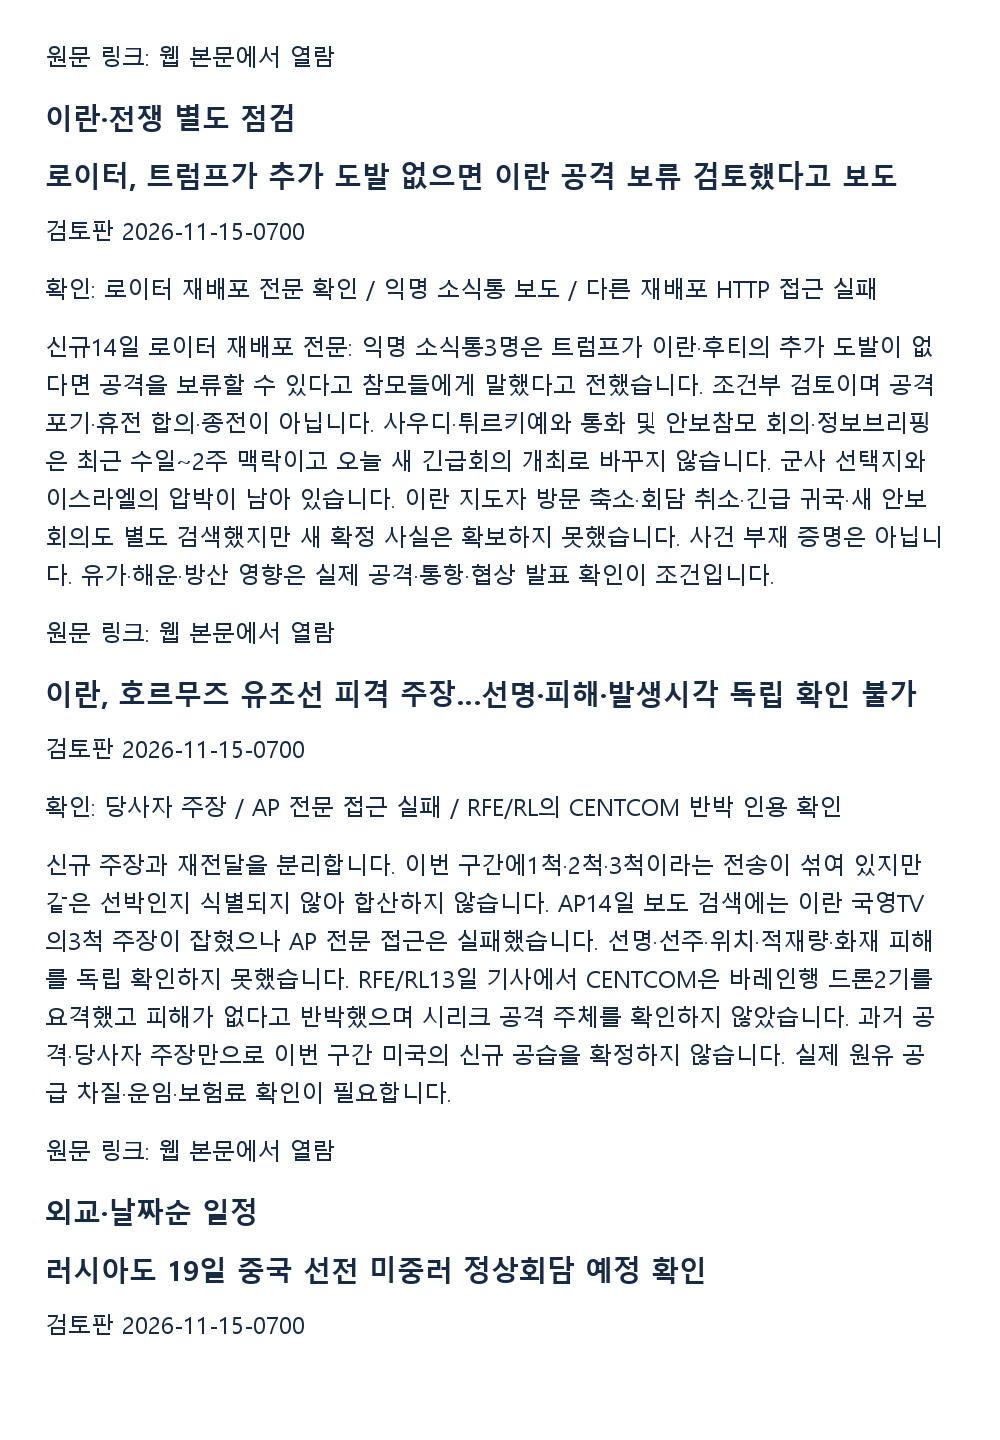 원문 링크: 웹 본문에서 열람
이란·전쟁 별도 점검
로이터, 트럼프가 추가 도발 없으면 이란 공격 보류 검토했다고 보도
검토판 2026-11-15-0700
확인: 로이터 재배포 전문 확인 / 익명 소식통 보도 / 다른 재배포 HTTP 접근 실패
신규14일 로이터 재배포 전문: 익명 소식통3명은 트럼프가 이란·후티의 추가 도발이 없
다면 공격을 보류할 수 있다고 참모들에게 말했다고 전했습니다. 조건부 검토이며 공격
포기·휴전 합의·종전이 아닙니다. 사우디·튀르키예와 통화 및 안보참모 회의·정보브리핑
은 최근 수일~2주 맥락이고 오늘 새 긴급회의 개최로 바꾸지 않습니다. 군사 선택지와
이스라엘의 압박이 남아 있습니다. 이란 지도자 방문 축소·회담 취소·긴급 귀국·새 안보
회의도 별도 검색했지만 새 확정 사실은 확보하지 못했습니다. 사건 부재 증명은 아닙니
다. 유가·해운·방산 영향은 실제 공격·통항·협상 발표 확인이 조건입니다.
원문 링크: 웹 본문에서 열람
이란, 호르무즈 유조선 피격 주장…선명·피해·발생시각 독립 확인 불가
검토판 2026-11-15-0700
확인: 당사자 주장 / AP 전문 접근 실패 / RFE/RL의 CENTCOM 반박 인용 확인
신규 주장과 재전달을 분리합니다. 이번 구간에1척·2척·3척이라는 전송이 섞여 있지만
같은 선박인지 식별되지 않아 합산하지 않습니다. AP14일 보도 검색에는 이란 국영TV
의3척 주장이 잡혔으나 AP 전문 접근은 실패했습니다. 선명·선주·위치·적재량·화재 피해
를 독립 확인하지 못했습니다. RFE/RL13일 기사에서 CENTCOM은 바레인행 드론2기를
요격했고 피해가 없다고 반박했으며 시리크 공격 주체를 확인하지 않았습니다. 과거 공
격·당사자 주장만으로 이번 구간 미국의 신규 공습을 확정하지 않습니다. 실제 원유 공
급 차질·운임·보험료 확인이 필요합니다.
원문 링크: 웹 본문에서 열람
외교·날짜순 일정
러시아도 19일 중국 선전 미중러 정상회담 예정 확인
검토판 2026-11-15-0700